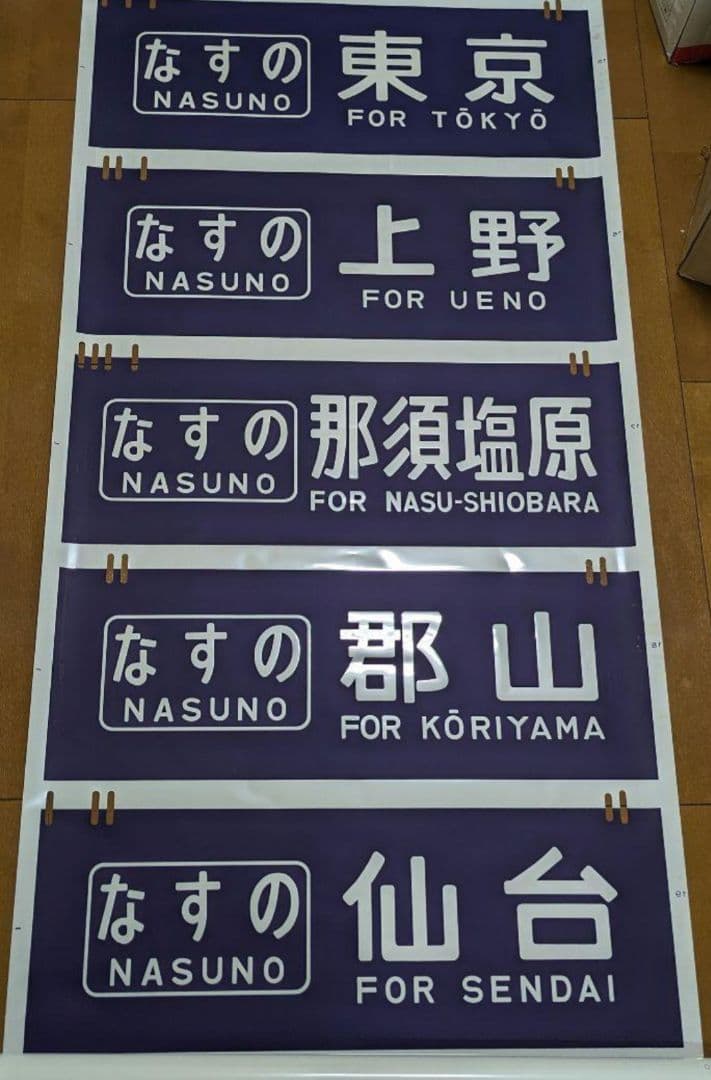 なすの 東京
NASUNO FOR TŌKYŌ
なすの 上野
NASUNO FOR UENO
なすの 那須塩原
NASUNO FOR NASU-SHIOBARA
なすの 郡山
NASUNO FOR KŌRIYAMA
なすの 仙台
NASUNO FOR SENDAI